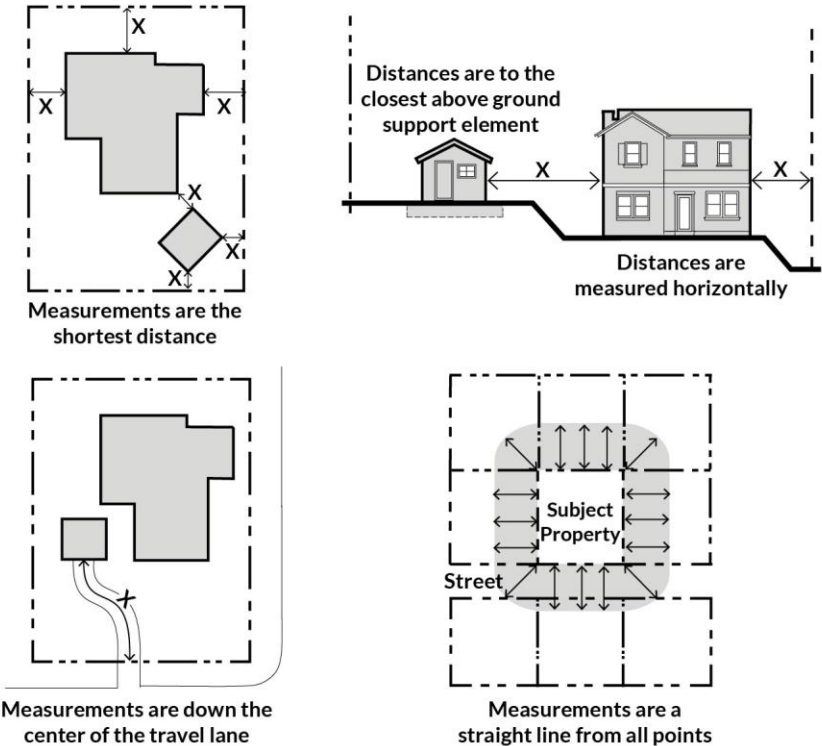 X
X
X
X
X
X
Measurements are the
shortest distance
Distances are to the
closest above ground
support element
X
X
Distances are
measured horizontally
X
Measurements are down the
center of the travel lane
Subject
Property
Street
Measurements are a
straight line from all points